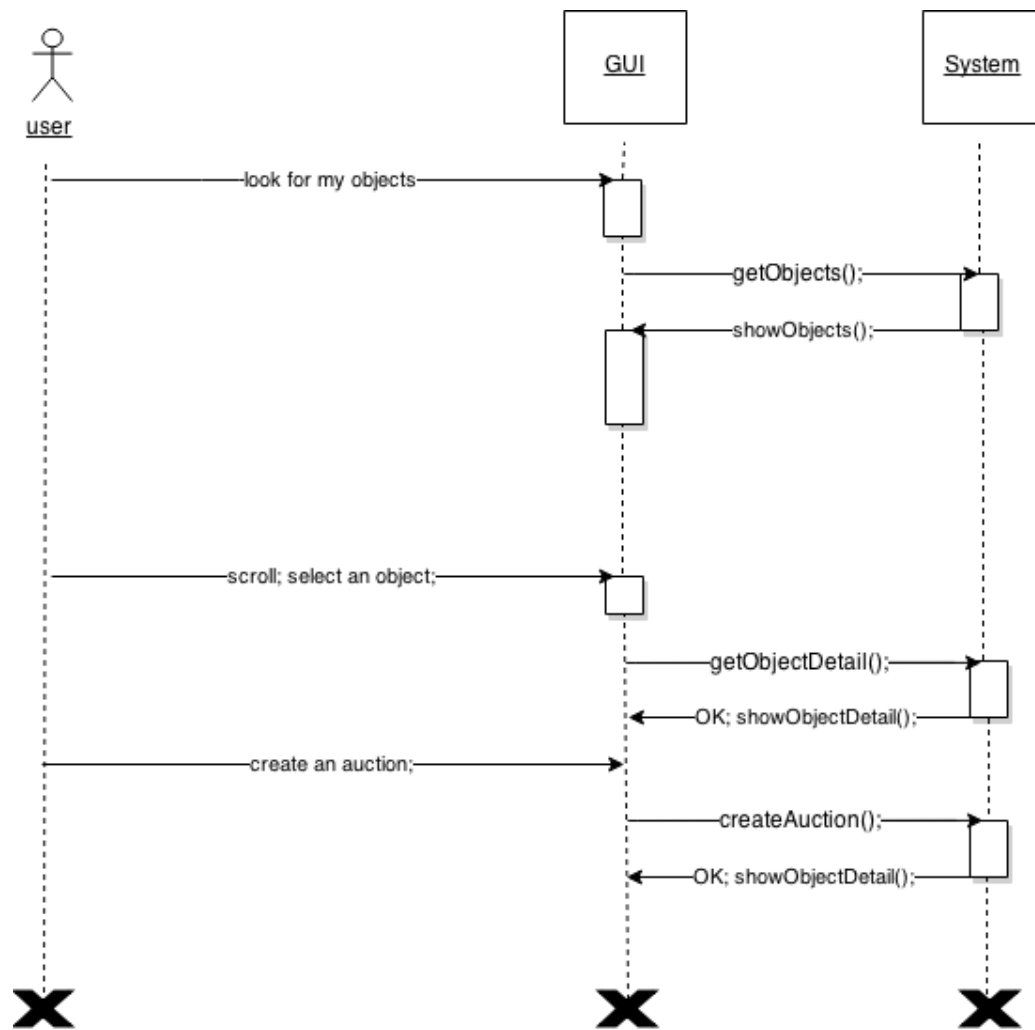 GUI
System
user
look for my objects
getObjects();
showObjects();
scroll; select an object;
getObjectDetail();
OK; showObjectDetail();
create an auction;
createAuction();
OK; showObjectDetail();